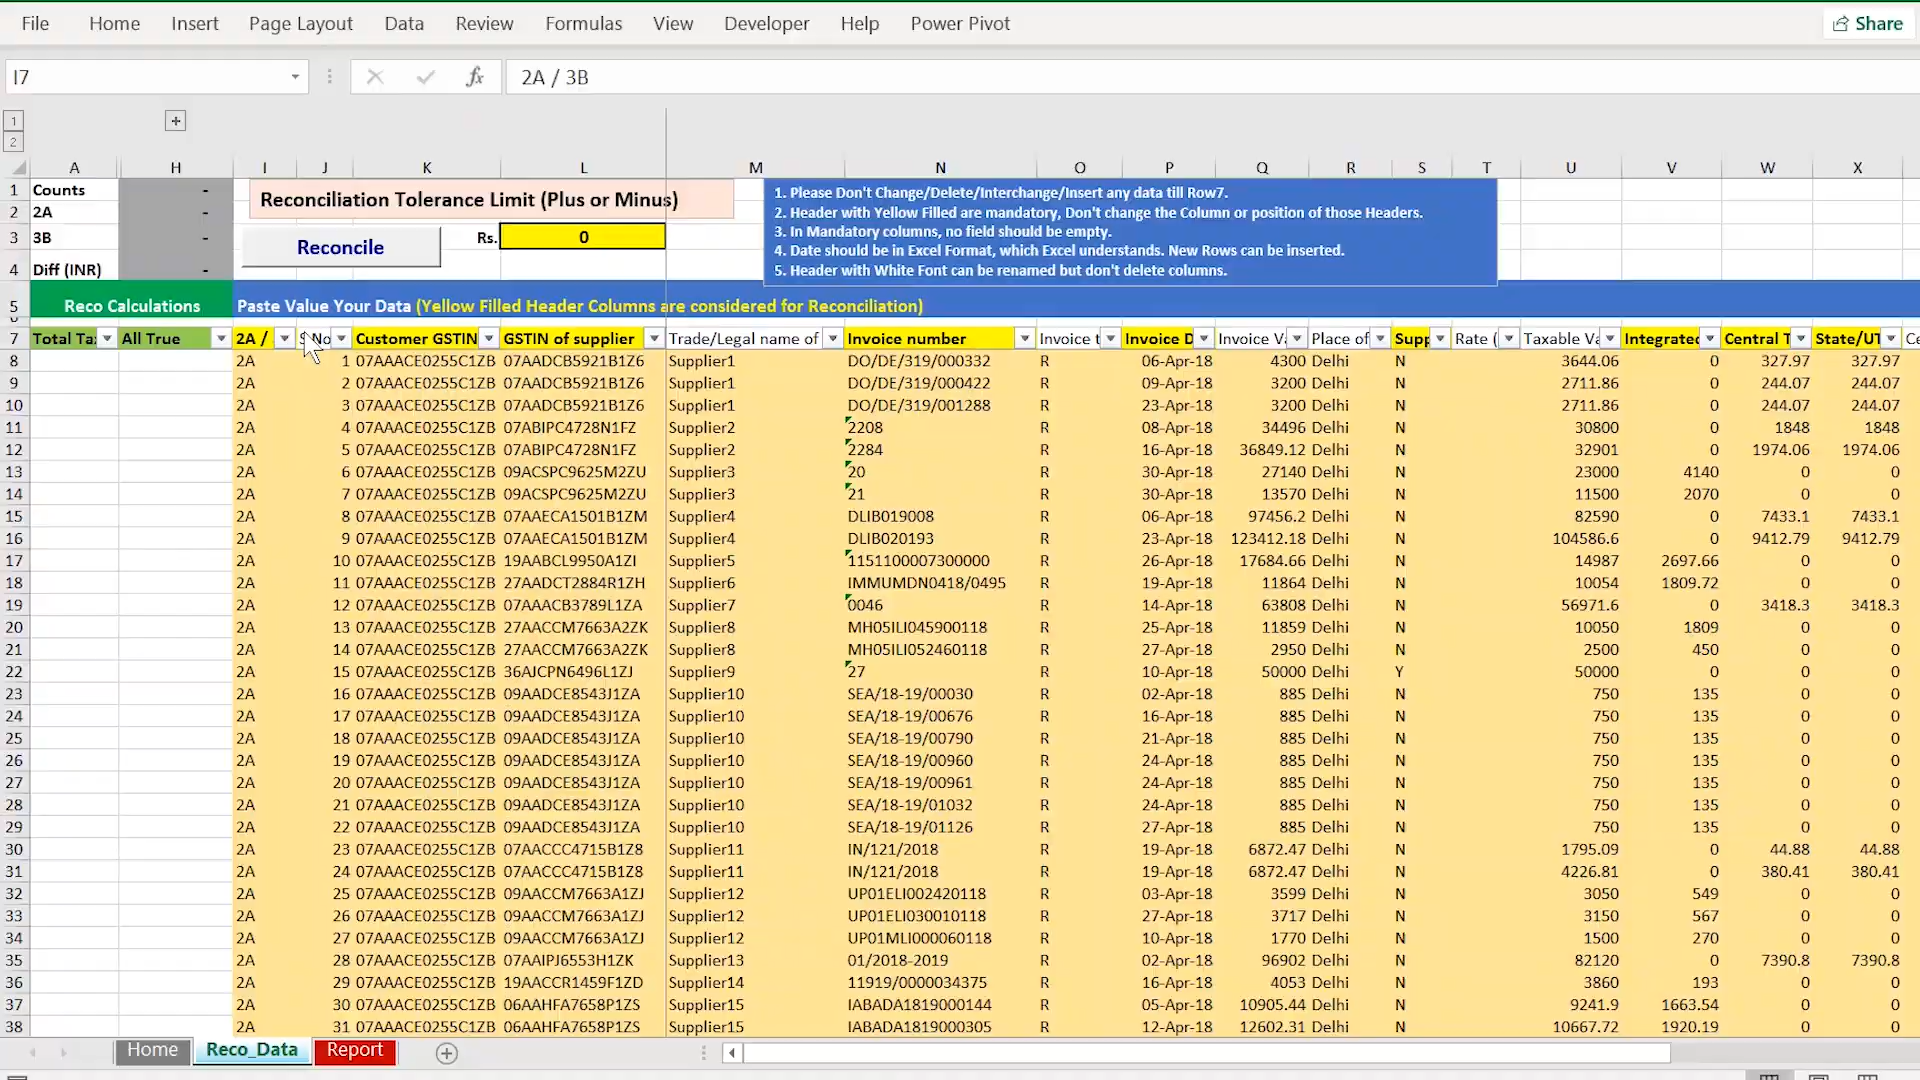 File Home Insert Page Layout Data Review Formulas View Developer Help Power Pivot Share
I7 fx 2A / 3B
1
2
A H I J K L M N O P Q R S T U V W X
1 Counts - Reconciliation Tolerance Limit (Plus or Minus) 1. Please Don't Change/Delete/Interchange/Insert any data till Row7.
2 2A - 2. Header with Yellow Filled are mandatory, Don't change the Column or position of those Headers.
3 3B - Reconcile Rs. 0 3. In Mandatory columns, no field should be empty.
4. Date should be in Excel Format, which Excel understands. New Rows can be inserted.
4 Diff (INR) - 5. Header with White Font can be renamed but don't delete columns.
5 Reco Calculations Paste Value Your Data (Yellow Filled Header Columns are considered for Reconciliation)
7 Total Tax All True 2A / No Customer GSTIN GSTIN of supplier Trade/Legal name of Invoice number Invoice t Invoice D Invoice Va Place of Supp Rate ( Taxable Va Integrated Central T State/UT Ce
8 2A 1 07AAACE0255C1ZB 07AADCB5921B1Z6 Supplier1 DO/DE/319/000332 R 06-Apr-18 4300 Delhi N 3644.06 0 327.97 327.97
9 2A 2 07AAACE0255C1ZB 07AADCB5921B1Z6 Supplier1 DO/DE/319/000422 R 09-Apr-18 3200 Delhi N 2711.86 0 244.07 244.07
10 2A 3 07AAACE0255C1ZB 07AADCB5921B1Z6 Supplier1 DO/DE/319/001288 R 23-Apr-18 3200 Delhi N 2711.86 0 244.07 244.07
11 2A 4 07AAACE0255C1ZB 07ABIPC4728N1FZ Supplier2 2208 R 08-Apr-18 34496 Delhi N 30800 0 1848 1848
12 2A 5 07AAACE0255C1ZB 07ABIPC4728N1FZ Supplier2 2284 R 16-Apr-18 36849.12 Delhi N 32901 0 1974.06 1974.06
13 2A 6 07AAACE0255C1ZB 09ACSPC9625M2ZU Supplier3 20 R 30-Apr-18 27140 Delhi N 23000 4140 0 0
14 2A 7 07AAACE0255C1ZB 09ACSPC9625M2ZU Supplier3 21 R 30-Apr-18 13570 Delhi N 11500 2070 0 0
15 2A 8 07AAACE0255C1ZB 07AAECA1501B1ZM Supplier4 DLIB019008 R 06-Apr-18 97456.2 Delhi N 82590 0 7433.1 7433.1
16 2A 9 07AAACE0255C1ZB 07AAECA1501B1ZM Supplier4 DLIB020193 R 23-Apr-18 123412.18 Delhi N 104586.6 0 9412.79 9412.79
17 2A 10 07AAACE0255C1ZB 19AABCL9950A1ZI Supplier5 1151100007300000 R 26-Apr-18 17684.66 Delhi N 14987 2697.66 0 0
18 2A 11 07AAACE0255C1ZB 27AADCT2884R1ZH Supplier6 IMMUMDN0418/0495 R 19-Apr-18 11864 Delhi N 10054 1809.72 0 0
19 2A 12 07AAACE0255C1ZB 07AAACB3789L1ZA Supplier7 0046 R 14-Apr-18 63808 Delhi N 56971.6 0 3418.3 3418.3
20 2A 13 07AAACE0255C1ZB 27AACCM7663A2ZK Supplier8 MH05ILI045900118 R 25-Apr-18 11859 Delhi N 10050 1809 0 0
21 2A 14 07AAACE0255C1ZB 27AACCM7663A2ZK Supplier8 MH05ILI052460118 R 27-Apr-18 2950 Delhi N 2500 450 0 0
22 2A 15 07AAACE0255C1ZB 36AJCPN6496L1ZJ Supplier9 27 R 10-Apr-18 50000 Delhi Y 50000 0 0 0
23 2A 16 07AAACE0255C1ZB 09AADCE8543J1ZA Supplier10 SEA/18-19/00030 R 02-Apr-18 885 Delhi N 750 135 0 0
24 2A 17 07AAACE0255C1ZB 09AADCE8543J1ZA Supplier10 SEA/18-19/00676 R 16-Apr-18 885 Delhi N 750 135 0 0
25 2A 18 07AAACE0255C1ZB 09AADCE8543J1ZA Supplier10 SEA/18-19/00790 R 21-Apr-18 885 Delhi N 750 135 0 0
26 2A 19 07AAACE0255C1ZB 09AADCE8543J1ZA Supplier10 SEA/18-19/00960 R 24-Apr-18 885 Delhi N 750 135 0 0
27 2A 20 07AAACE0255C1ZB 09AADCE8543J1ZA Supplier10 SEA/18-19/00961 R 24-Apr-18 885 Delhi N 750 135 0 0
28 2A 21 07AAACE0255C1ZB 09AADCE8543J1ZA Supplier10 SEA/18-19/01032 R 24-Apr-18 885 Delhi N 750 135 0 0
29 2A 22 07AAACE0255C1ZB 09AADCE8543J1ZA Supplier10 SEA/18-19/01126 R 27-Apr-18 885 Delhi N 750 135 0 0
30 2A 23 07AAACE0255C1ZB 07AACCC4715B1Z8 Supplier11 IN/121/2018 R 19-Apr-18 6872.47 Delhi N 1795.09 0 44.88 44.88
31 2A 24 07AAACE0255C1ZB 07AACCC4715B1Z8 Supplier11 IN/121/2018 R 19-Apr-18 6872.47 Delhi N 4226.81 0 380.41 380.41
32 2A 25 07AAACE0255C1ZB 09AACCM7663A1ZJ Supplier12 UP01ELI002420118 R 03-Apr-18 3599 Delhi N 3050 549 0 0
33 2A 26 07AAACE0255C1ZB 09AACCM7663A1ZJ Supplier12 UP01ELI030010118 R 27-Apr-18 3717 Delhi N 3150 567 0 0
34 2A 27 07AAACE0255C1ZB 09AACCM7663A1ZJ Supplier12 UP01MLI000060118 R 10-Apr-18 1770 Delhi N 1500 270 0 0
35 2A 28 07AAACE0255C1ZB 07AAIPJ6553H1ZK Supplier13 01/2018-2019 R 02-Apr-18 96902 Delhi N 82120 0 7390.8 7390.8
36 2A 29 07AAACE0255C1ZB 19AACCR1459F1ZD Supplier14 11919/0000034375 R 16-Apr-18 4053 Delhi N 3860 193 0 0
37 2A 30 07AAACE0255C1ZB 06AAHFA7658P1ZS Supplier15 IABADA1819000144 R 05-Apr-18 10905.44 Delhi N 9241.9 1663.54 0 0
38 2A 31 07AAACE0255C1ZB 06AAHFA7658P1ZS Supplier15 IABADA1819000305 R 12-Apr-18 12602.31 Delhi N 10667.72 1920.19 0 0
Home Reco_Data Report